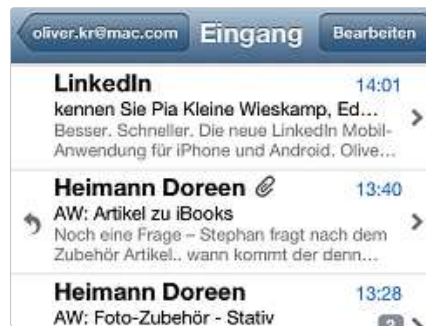 oliver.kr@mac.com Eingang Bearbeiten
LinkedIn 14:01
kennen Sie Pia Kleine Wieskamp, Ed...
Besser. Schneller. Die neue LinkedIn Mobil-
Anwendung für iPhone und Android. Olive...
Heimann Doreen 13:40
AW: Artikel zu iBooks
Noch eine Frage – Stephan fragt nach dem
Zubehör Artikel.. wann kommt der denn...
Heimann Doreen 13:28
AW: Foto-Zubehör - Stativ 2